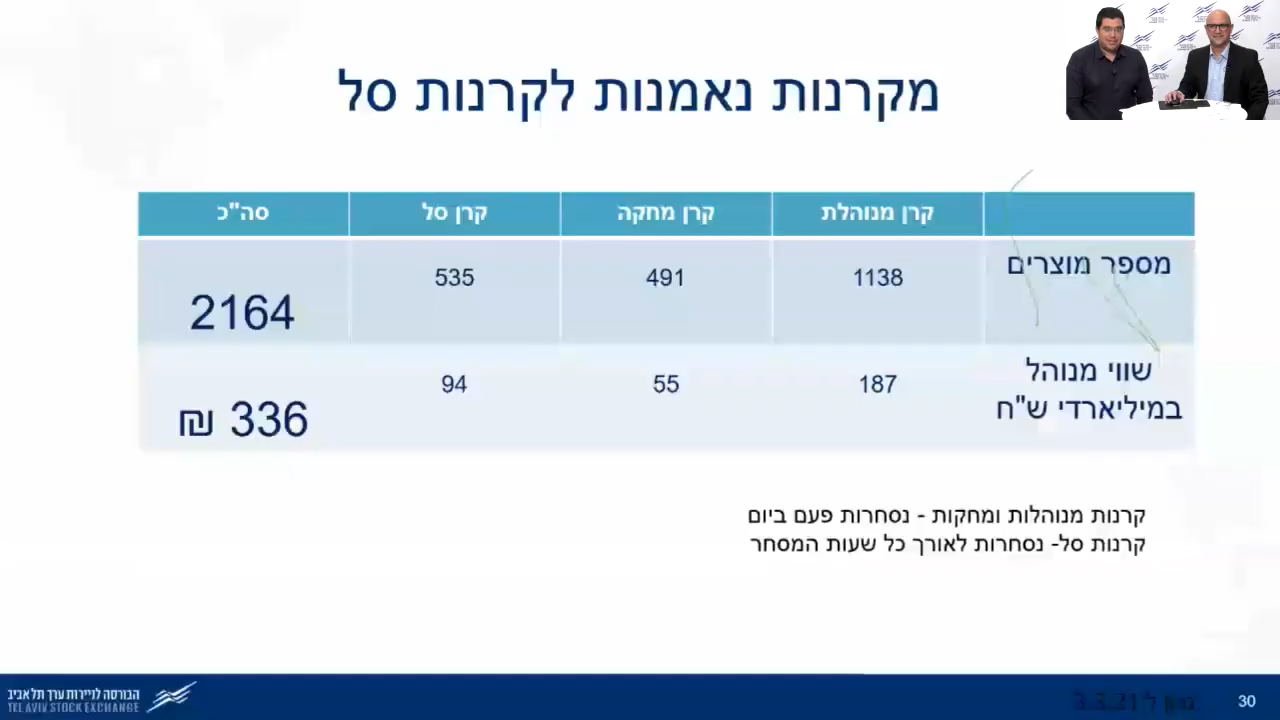 מקרנות נאמנות לקרנות סל
קרן מנוהלת קרן מחקה קרן סל סה"כ
מספר מוצרים 1138 491 535 2164
שווי מנוהל
במיליארדי ש"ח 187 55 94 336 ₪
קרנות מנוהלות ומחקות - נסחרות פעם ביום
קרנות סל- נסחרות לאורך כל שעות המסחר
הבורסה לניירות ערך תל אביב
TEL AVIV STOCK EXCHANGE
נכון ל 3.3.21
30